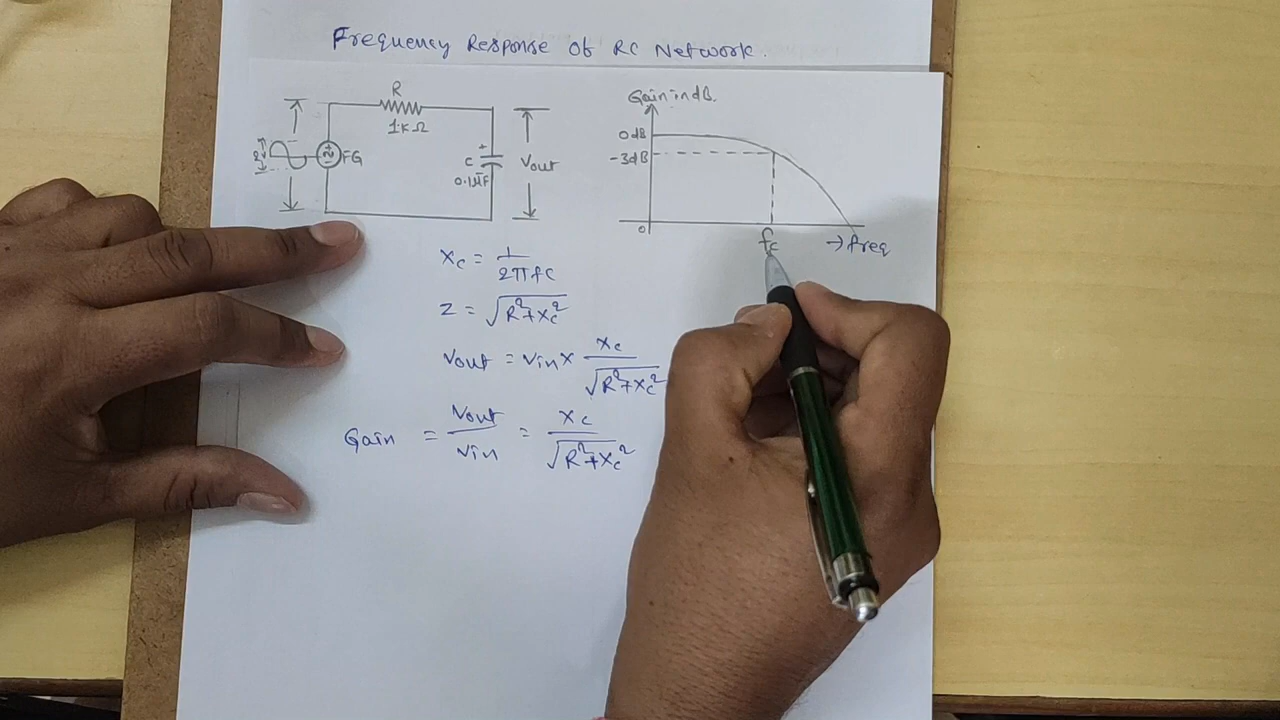 Frequency Response Of RC Network.
R
1KΩ
FG
C
+
0.1μF
Vout
Gain in dB.
0dB
-3dB
0
fc
→ freq
Xc = 1/2πfC
Z = √R²+Xc²
Vout = Vin x Xc/√R²+Xc²
Gain = Vout/Vin = Xc/√R²+Xc²